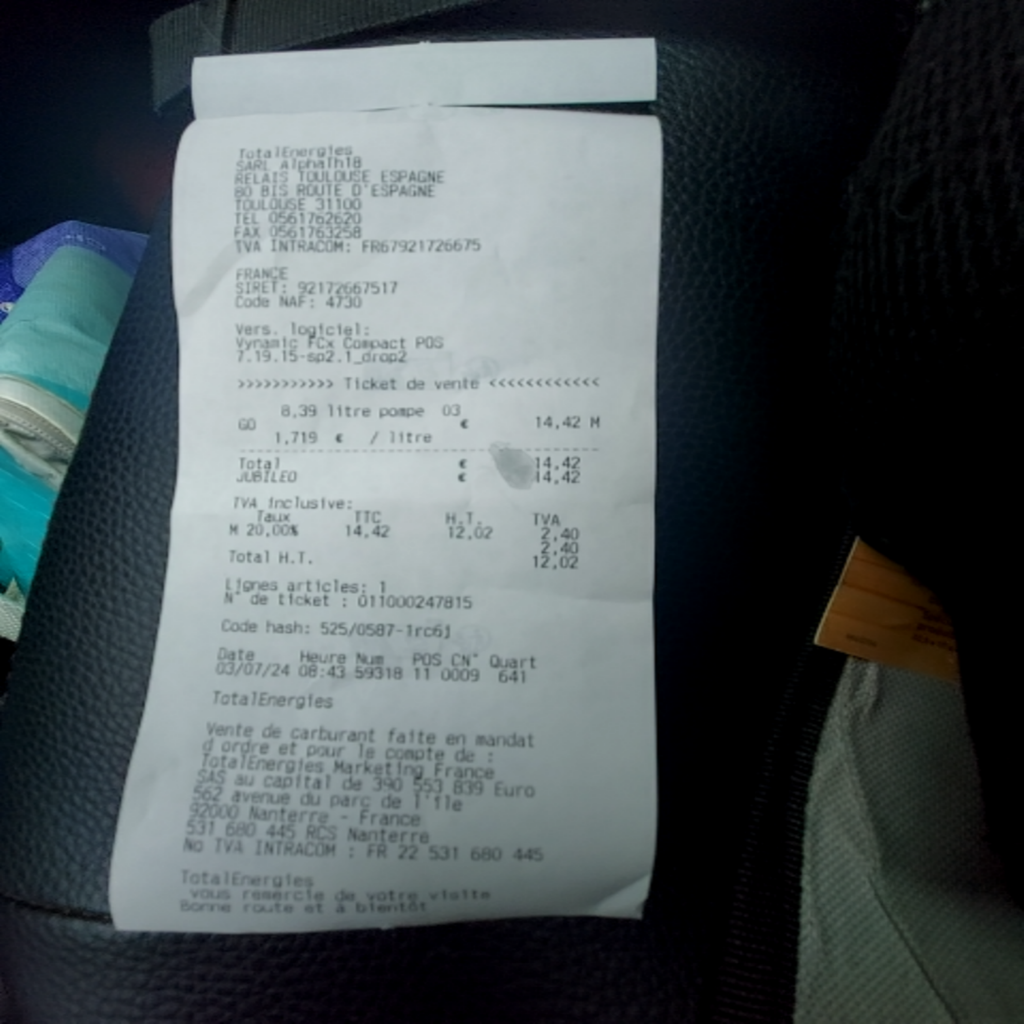 TotalEnergies
SARL AlphaTh18
RELAIS TOULOUSE ESPAGNE
80 BIS ROUTE D'ESPAGNE
TOULOUSE 31100
TEL 0561762620
FAX 0561763258
TVA INTRACOM: FR67921726675
FRANCE
SIRET: 92172667517
Code NAF: 4730
Vers. logiciel:
Vynamic FCx Compact POS
7.19.15-sp2.1_drop2
>>>>>>>>>>> Ticket de vente <<<<<<<<<<<<
8,39 litre pompe 03
GO € 14,42 M
1,719 € / litre
Total € 14,42
JUBILEO € 14,42
TVA inclusive:
Taux TTC H.T. TVA
M 20,00% 14,42 12,02 2,40
2,40
Total H.T. 12,02
Lignes articles: 1
N° de ticket : 011000247815
Code hash: 525/0587-1rc6j
Date Heure Num POS CN° Quart
03/07/24 08:43 59318 11 0009 641
TotalEnergies
Vente de carburant faite en mandat
d ordre et pour le compte de :
TotalEnergies Marketing France
SAS au capital de 390 553 839 Euro
562 avenue du parc de l'île
92000 Nanterre - France
531 680 445 RCS Nanterre
No TVA INTRACOM : FR 22 531 680 445
TotalEnergies
vous remercie de votre visite
Bonne route et à bientôt